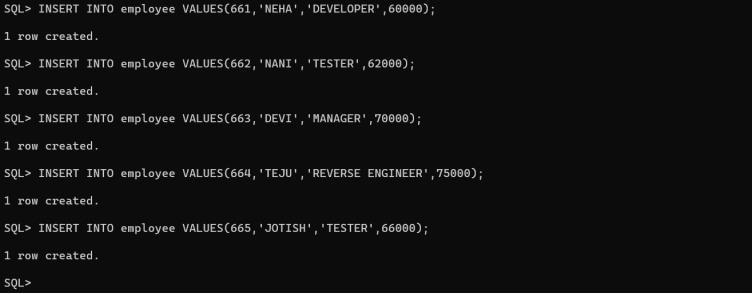 SQL> INSERT INTO employee VALUES(661,'NEHA','DEVELOPER',60000);
1 row created.
SQL> INSERT INTO employee VALUES(662,'NANI','TESTER',62000);
1 row created.
SQL> INSERT INTO employee VALUES(663,'DEVI','MANAGER',70000);
1 row created.
SQL> INSERT INTO employee VALUES(664,'TEJU','REVERSE ENGINEER',75000);
1 row created.
SQL> INSERT INTO employee VALUES(665,'JOTISH','TESTER',66000);
1 row created.
SQL>